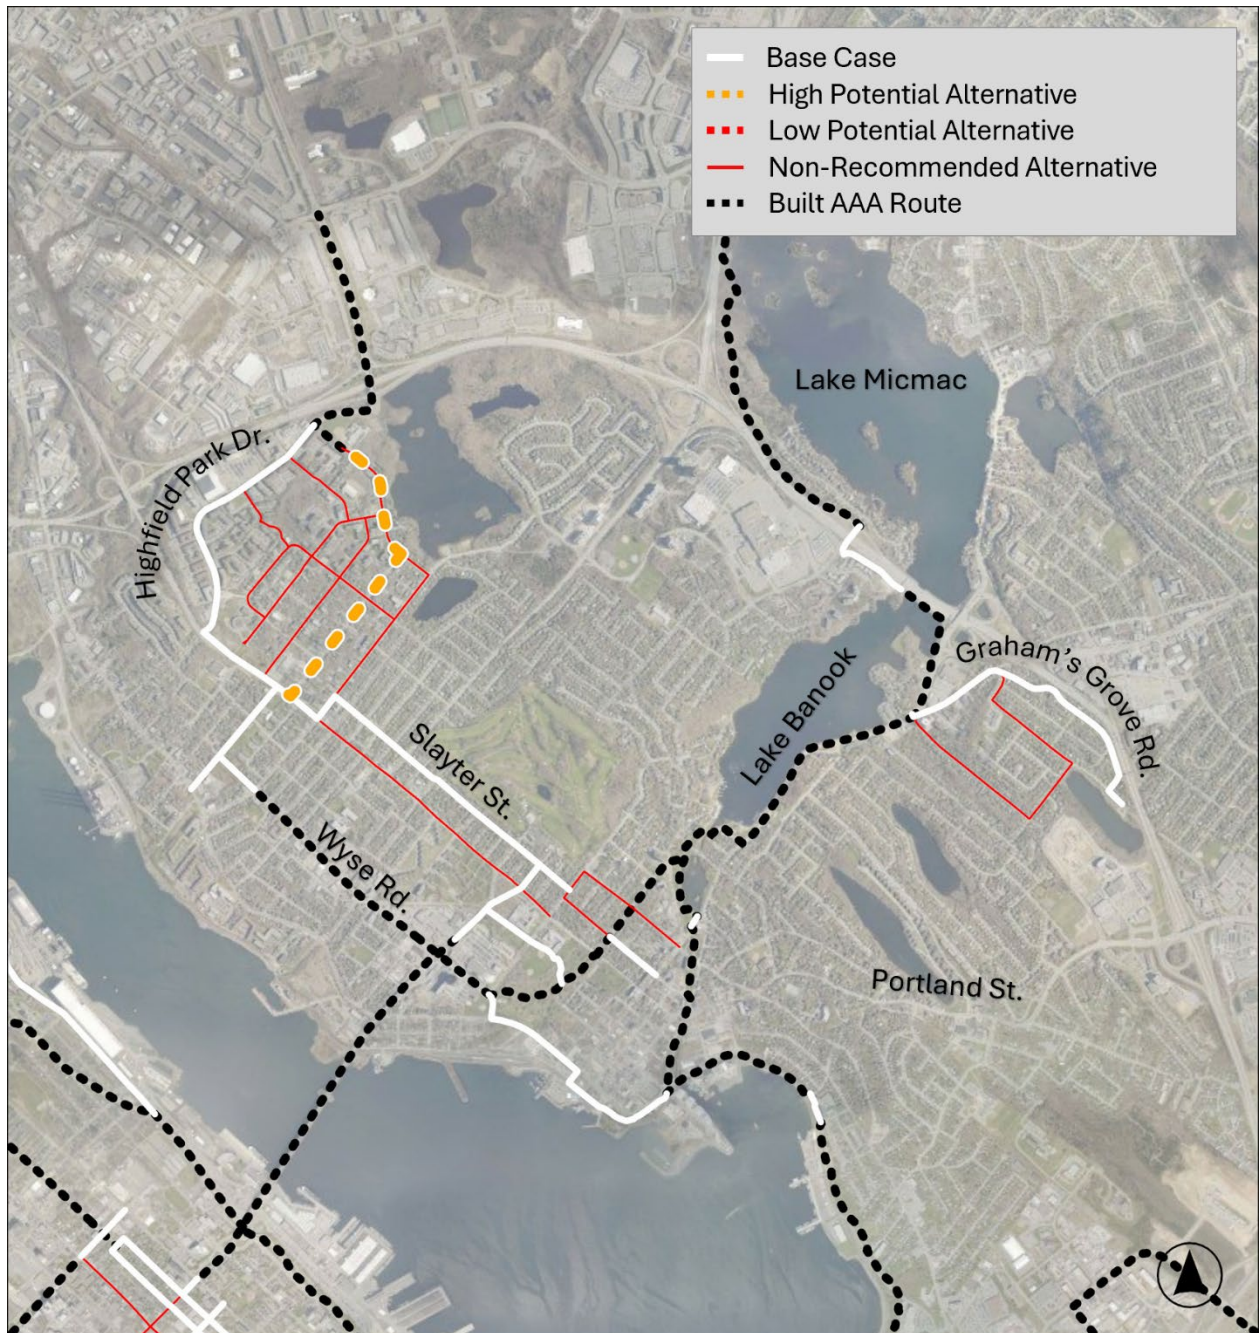 Base Case
High Potential Alternative
Low Potential Alternative
Non-Recommended Alternative
Built AAA Route
Lake Micmac
Highfield Park Dr.
Graham's Grove Rd.
Lake Banook
Slayter St.
Wyse Rd.
Portland St.